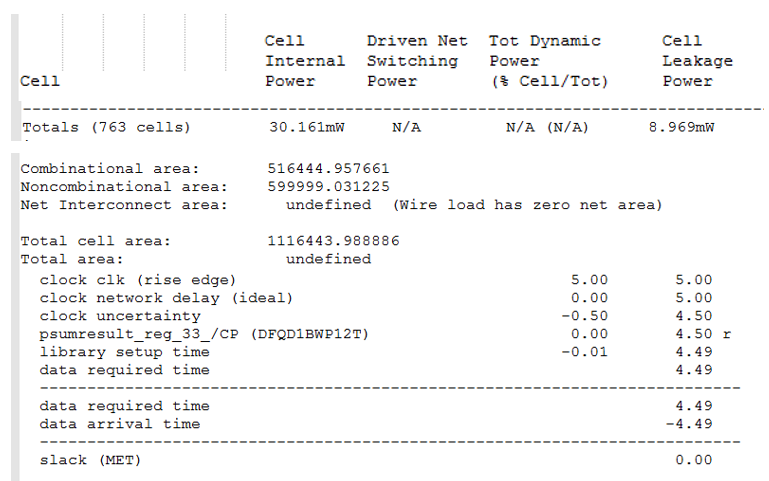 Cell Driven Net Tot Dynamic Cell
Internal Switching Power Leakage
Cell Power Power (% Cell/Tot) Power
--------------------------------------------------------------------------------
Totals (763 cells) 30.161mW N/A N/A (N/A) 8.969mW
Combinational area: 516444.957661
Noncombinational area: 599999.031225
Net Interconnect area: undefined (Wire load has zero net area)
Total cell area: 1116443.988886
Total area: undefined
clock clk (rise edge) 5.00 5.00
clock network delay (ideal) 0.00 5.00
clock uncertainty -0.50 4.50
psumresult_reg_33_/CP (DFQD1BWP12T) 0.00 4.50 r
library setup time -0.01 4.49
data required time 4.49
--------------------------------------------------------------------------
data required time 4.49
data arrival time -4.49
--------------------------------------------------------------------------
slack (MET) 0.00